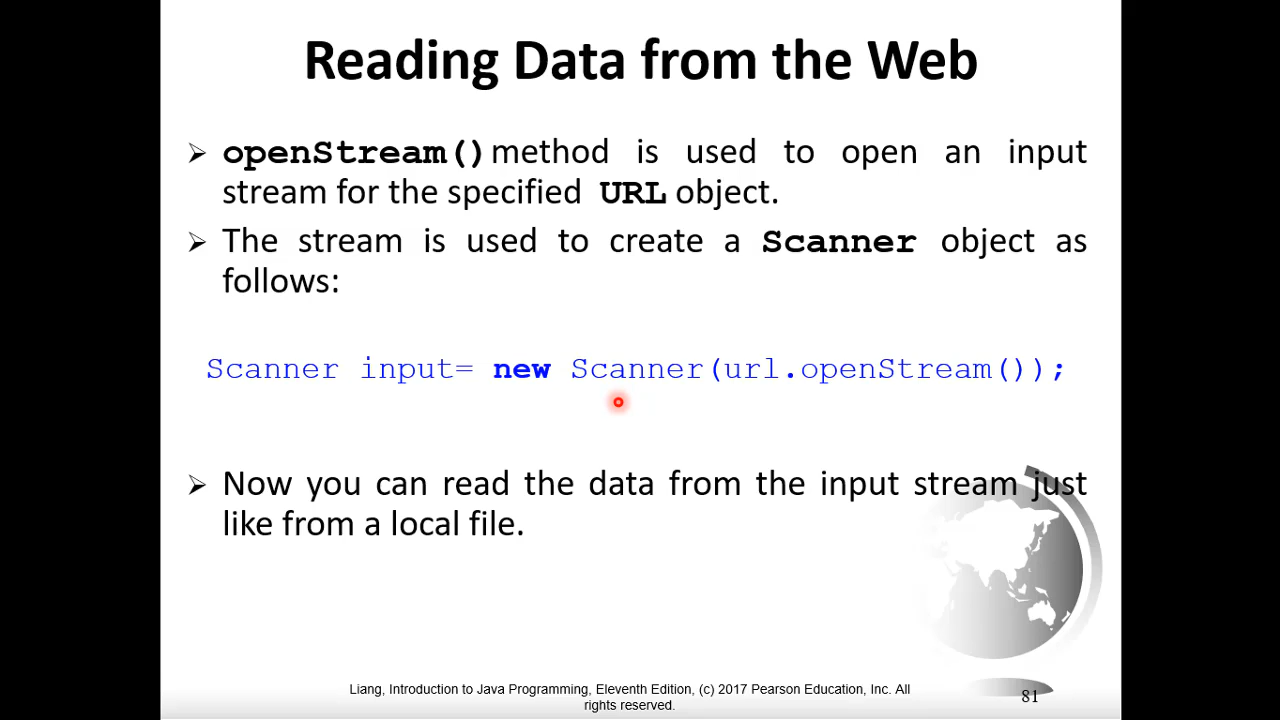 Reading Data from the Web
➢ openStream()method is used to open an input
stream for the specified URL object.
➢ The stream is used to create a Scanner object as
follows:
Scanner input= new Scanner(url.openStream());
➢ Now you can read the data from the input stream just
like from a local file.
Liang, Introduction to Java Programming, Eleventh Edition, (c) 2017 Pearson Education, Inc. All
rights reserved.
81